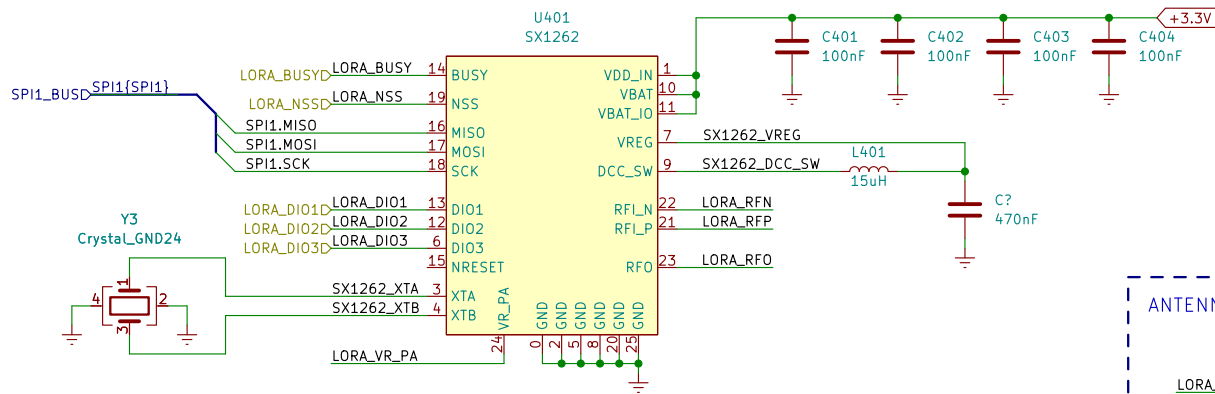 U401
SX1262
+3.3V
C401
100nF
C402
100nF
C403
100nF
C404
100nF
SPI1_BUS
SPI1{SPI1}
LORA_BUSY
LORA_BUSY
14
BUSY
LORA_NSS
LORA_NSS
19
NSS
SPI1.MISO
16
MISO
SPI1.MOSI
17
MOSI
SPI1.SCK
18
SCK
LORA_DIO1
LORA_DIO1
13
DIO1
LORA_DIO2
LORA_DIO2
12
DIO2
LORA_DIO3
LORA_DIO3
6
DIO3
15
NRESET
SX1262_XTA
3
XTA
SX1262_XTB
4
XTB
LORA_VR_PA
24
VR_PA
VDD_IN
1
VBAT
10
VBAT_IO
11
VREG
7
SX1262_VREG
DCC_SW
9
SX1262_DCC_SW
L401
15uH
C?
470nF
RFI_N
22
LORA_RFN
RFI_P
21
LORA_RFP
RFO
23
LORA_RFO
GND
GND
GND
GND
GND
GND
0
2
5
8
20
25
Y3
Crystal_GND24
1
4
2
3
ANTENN
LORA_